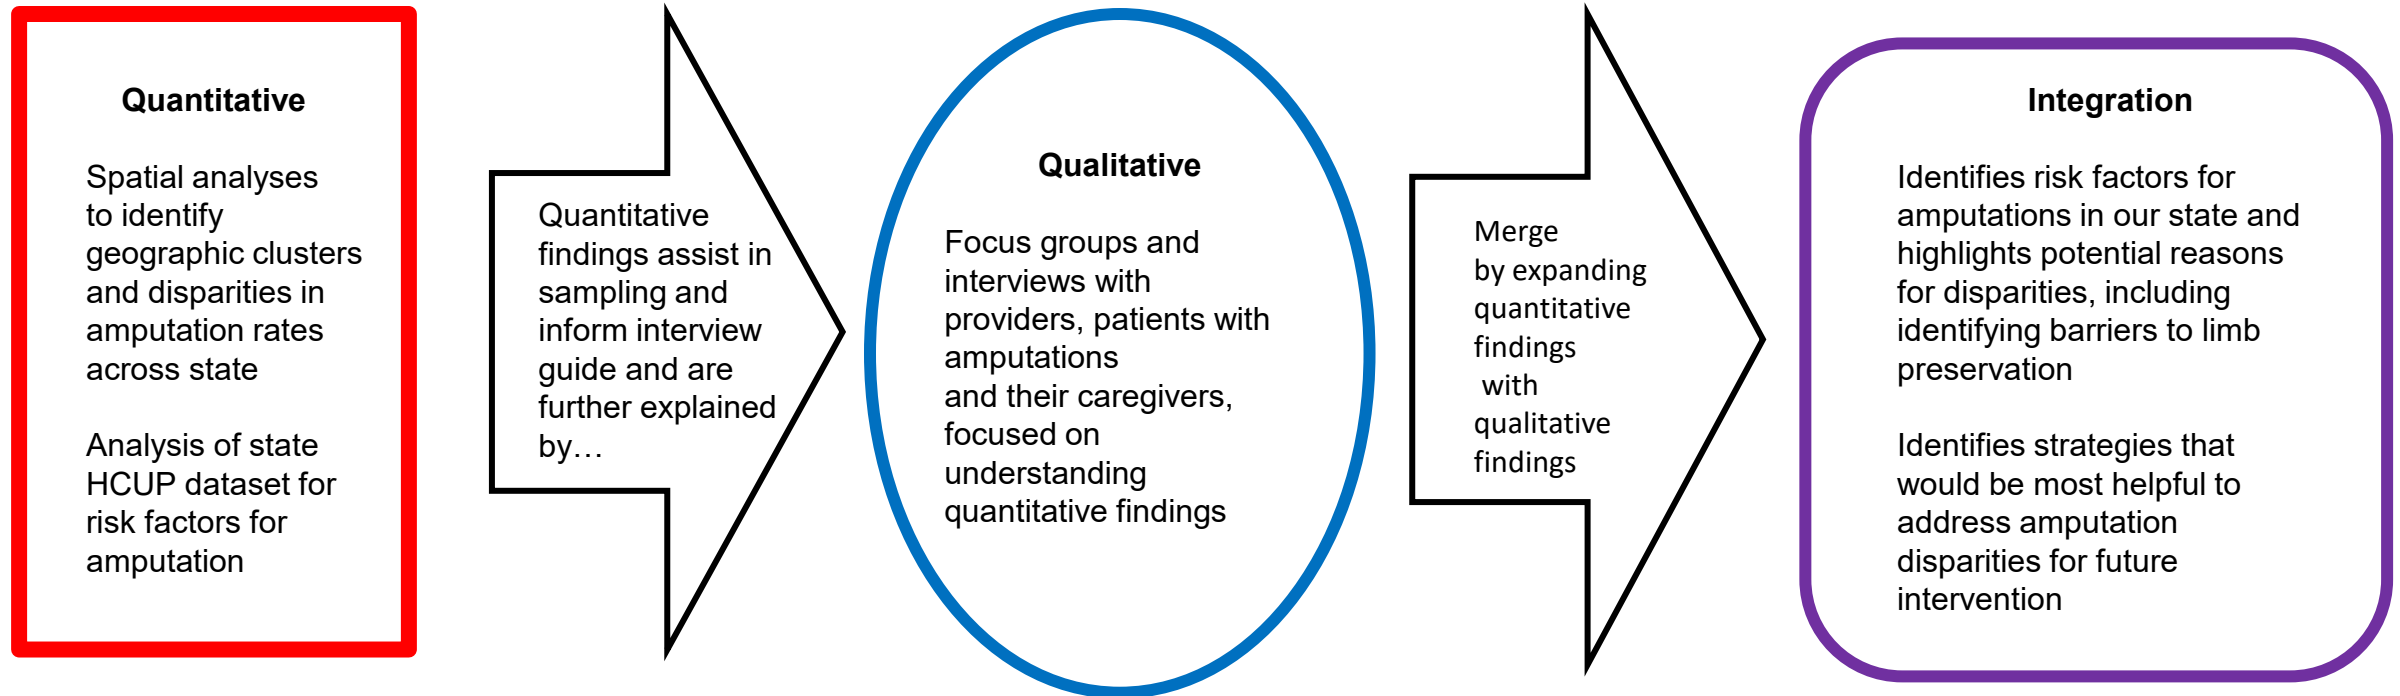 Quantitative
Spatial analyses
to identify
geographic clusters
and disparities in
amputation rates
across state
Analysis of state
HCUP dataset for
risk factors for
amputation
Quantitative
findings assist in
sampling and
inform interview
guide and are
further explained
by…
Qualitative
Focus groups and
interviews with
providers, patients with
amputations
and their caregivers,
focused on
understanding
quantitative findings
Merge
by expanding
quantitative
findings
with
qualitative
findings
Integration
Identifies risk factors for
amputations in our state and
highlights potential reasons
for disparities, including
identifying barriers to limb
preservation
Identifies strategies that
would be most helpful to
address amputation
disparities for future
intervention